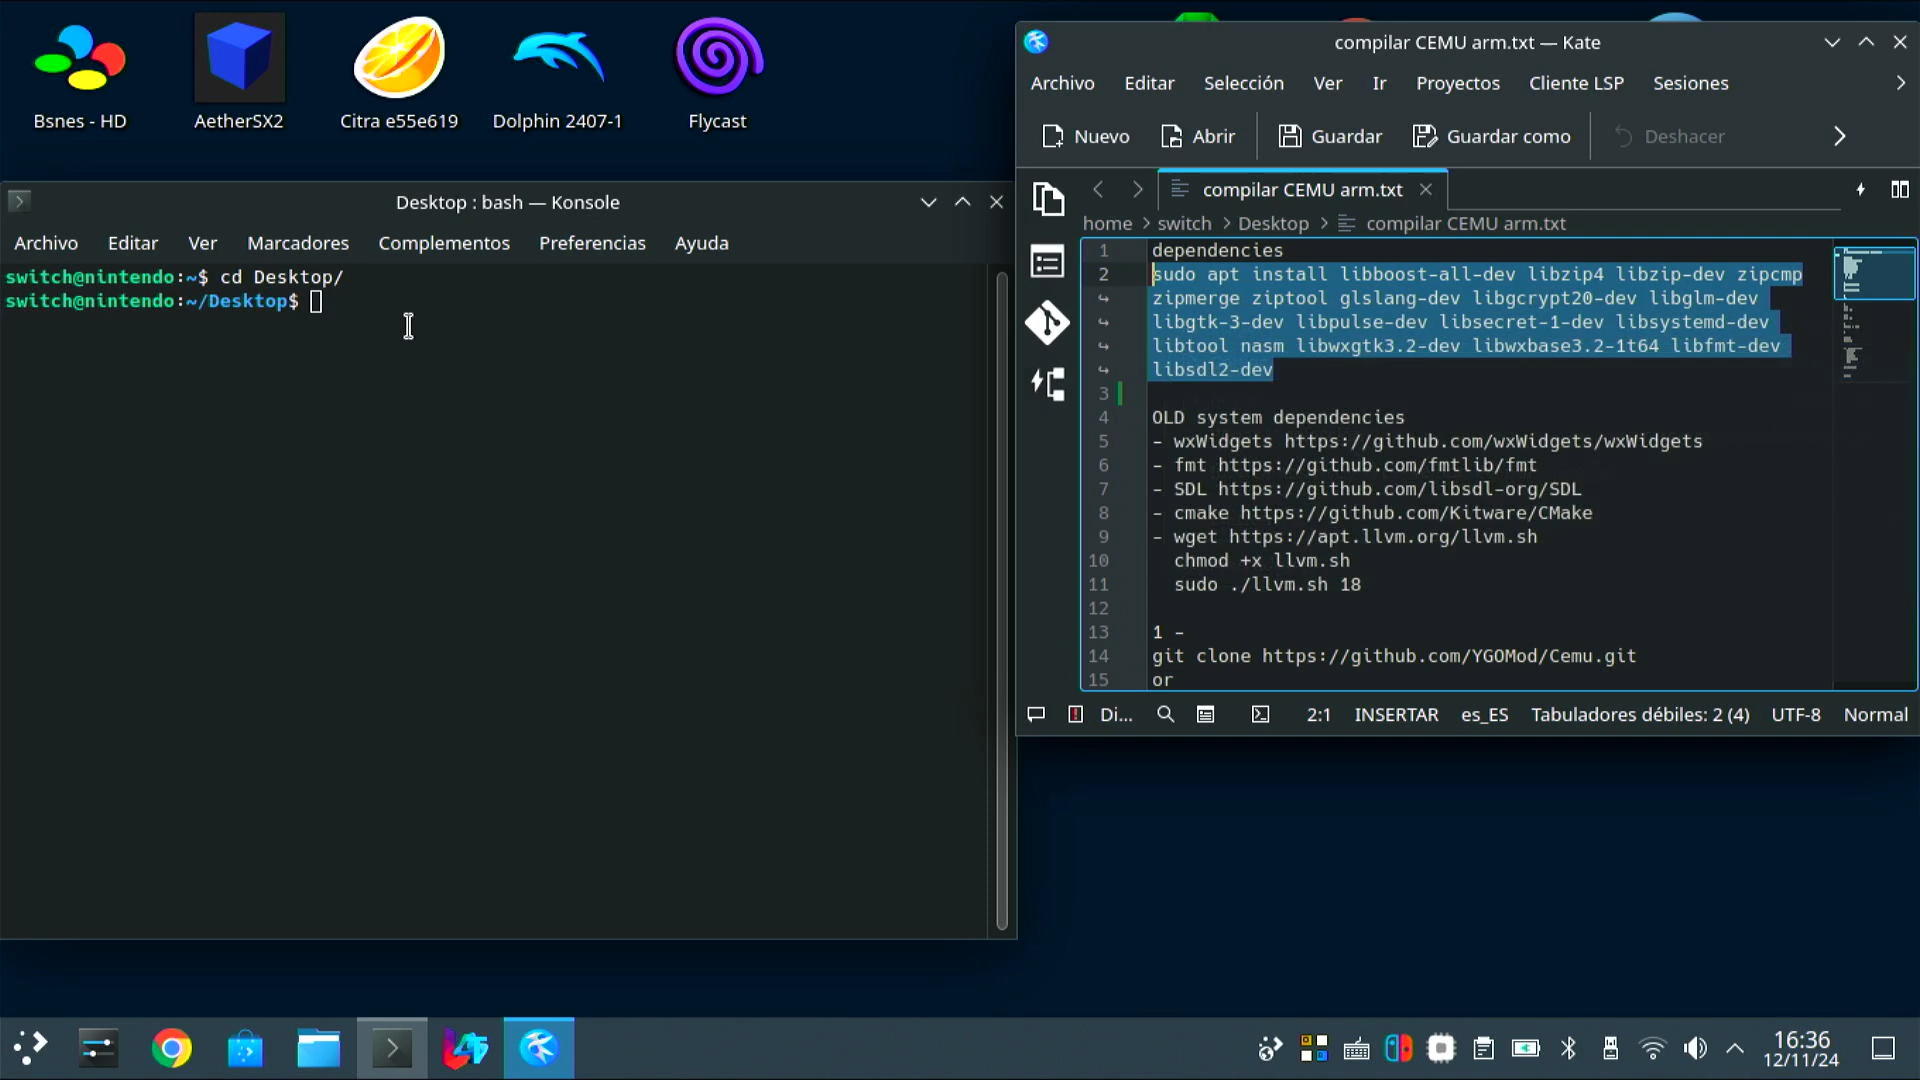 Bsnes - HD
AetherSX2
Citra e55e619
Dolphin 2407-1
Flycast
Desktop : bash — Konsole
Archivo Editar Ver Marcadores Complementos Preferencias Ayuda
switch@nintendo:~$ cd Desktop/
switch@nintendo:~/Desktop$
compilar CEMU arm.txt — Kate
Archivo Editar Selección Ver Ir Proyectos Cliente LSP Sesiones
Nuevo Abrir Guardar Guardar como Deshacer
compilar CEMU arm.txt
home > switch > Desktop > compilar CEMU arm.txt
1 dependencies
2 sudo apt install libboost-all-dev libzip4 libzip-dev zipcmp
zipmerge ziptool glslang-dev libgcrypt20-dev libglm-dev
libgtk-3-dev libpulse-dev libsecret-1-dev libsystemd-dev
libtool nasm libwxgtk3.2-dev libwxbase3.2-1t64 libfmt-dev
libsdl2-dev
3
4 OLD system dependencies
5 - wxWidgets https://github.com/wxWidgets/wxWidgets
6 - fmt https://github.com/fmtlib/fmt
7 - SDL https://github.com/libsdl-org/SDL
8 - cmake https://github.com/Kitware/CMake
9 - wget https://apt.llvm.org/llvm.sh
10 chmod +x llvm.sh
11 sudo ./llvm.sh 18
12
13 1 -
14 git clone https://github.com/YGOMod/Cemu.git
15 or
Di... 2:1 INSERTAR es_ES Tabuladores débiles: 2 (4) UTF-8 Normal
16:36
12/11/24